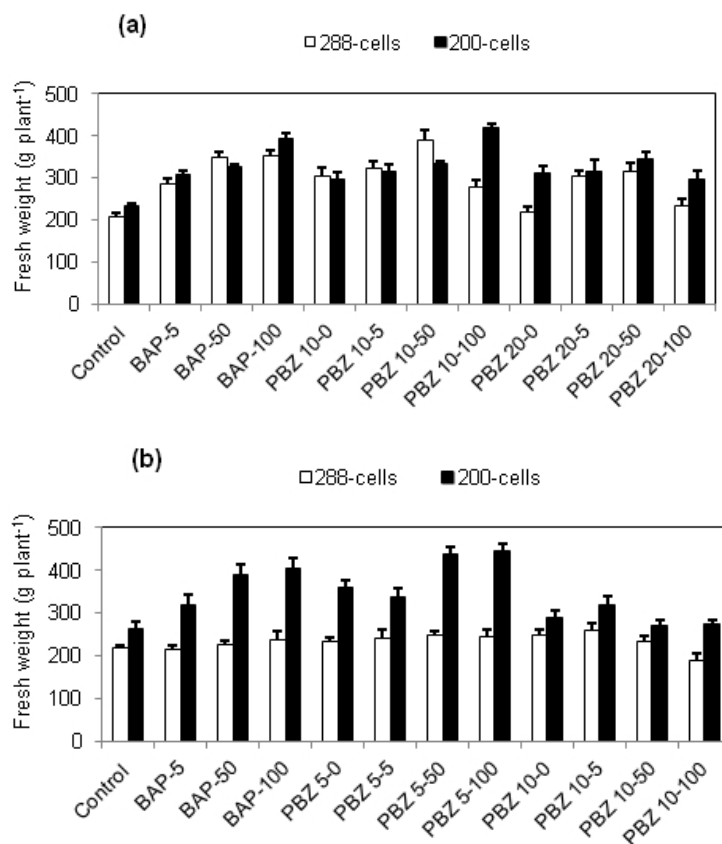 (a)
288-cells 200-cells
Fresh weight (g plant⁻¹)
500
400
300
200
100
0
Control BAP-5 BAP-50 BAP-100 PBZ 10-0 PBZ 10-5 PBZ 10-50 PBZ 10-100 PBZ 20-0 PBZ 20-5 PBZ 20-50 PBZ 20-100
(b)
288-cells 200-cells
Fresh weight (g plant⁻¹)
500
400
300
200
100
0
Control BAP-5 BAP-50 BAP-100 PBZ 5-0 PBZ 5-5 PBZ 5-50 PBZ 5-100 PBZ 10-0 PBZ 10-5 PBZ 10-50 PBZ 10-100